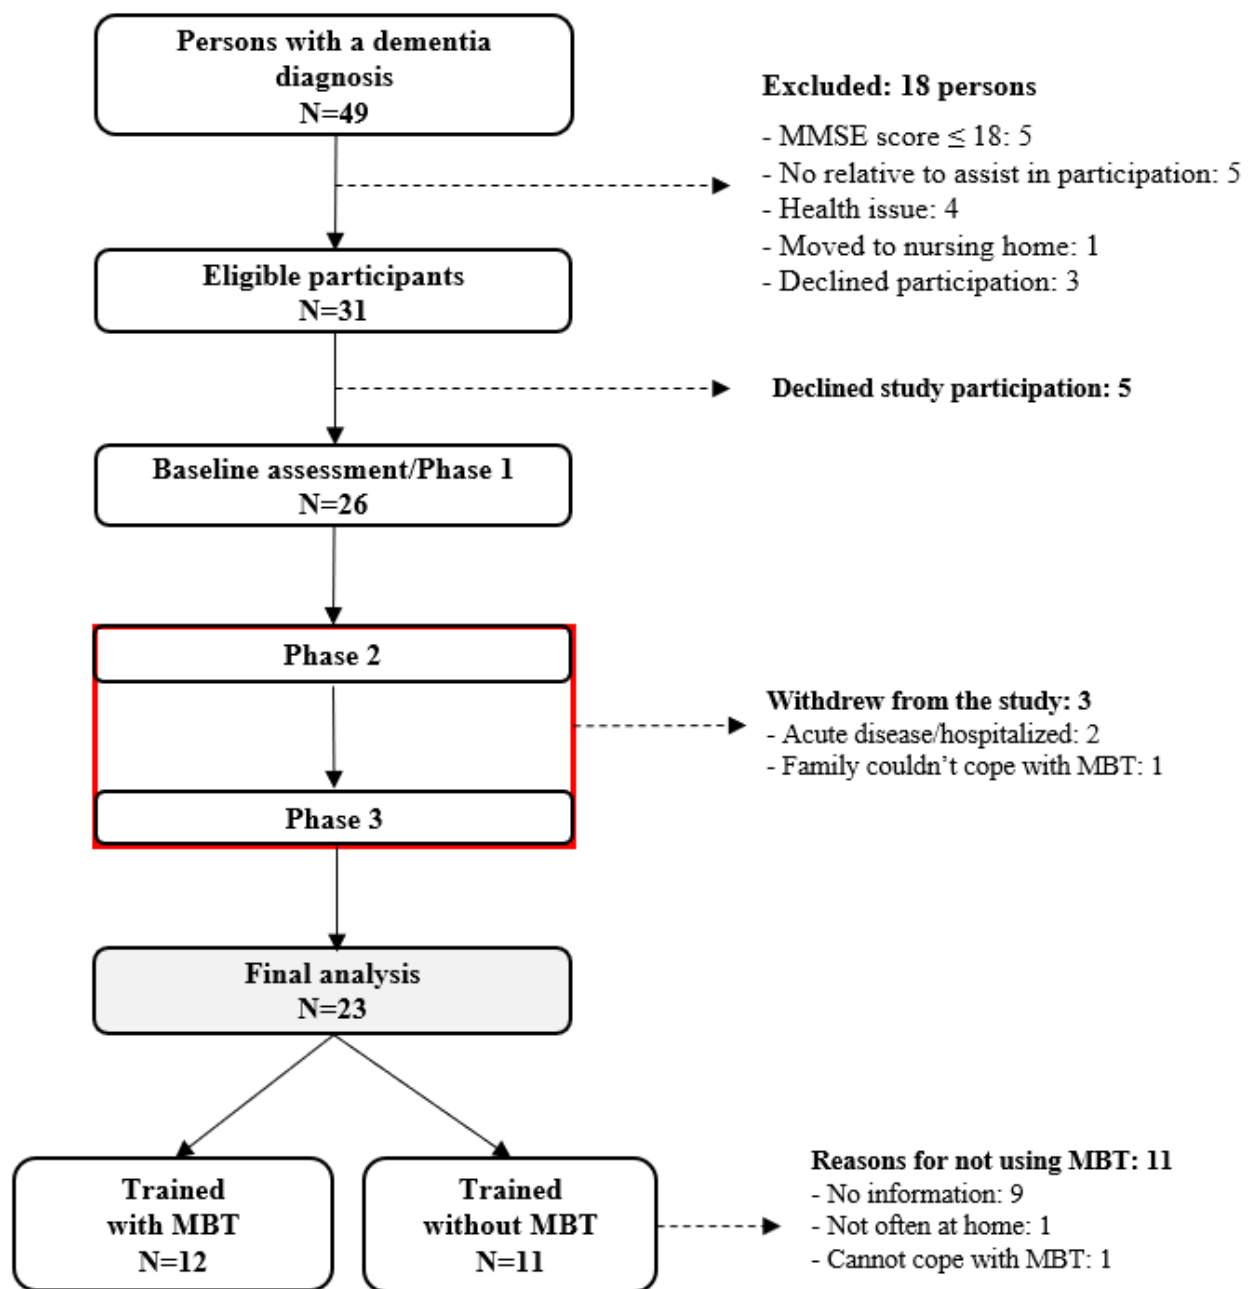 Persons with a dementia
diagnosis
N=49
Excluded: 18 persons
- MMSE score ≤ 18: 5
- No relative to assist in participation: 5
- Health issue: 4
- Moved to nursing home: 1
- Declined participation: 3
Eligible participants
N=31
Declined study participation: 5
Baseline assessment/Phase 1
N=26
Phase 2
Withdrew from the study: 3
- Acute disease/hospitalized: 2
- Family couldn’t cope with MBT: 1
Phase 3
Final analysis
N=23
Trained
with MBT
N=12
Trained
without MBT
N=11
Reasons for not using MBT: 11
- No information: 9
- Not often at home: 1
- Cannot cope with MBT: 1